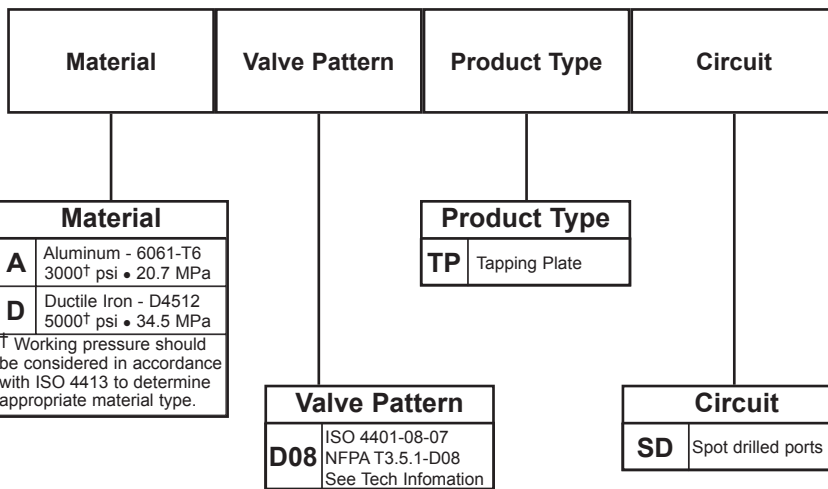 Material
Valve Pattern
Product Type
Circuit
Material
A
Aluminum - 6061-T6
3000† psi • 20.7 MPa
D
Ductile Iron - D4512
5000† psi • 34.5 MPa
† Working pressure should
be considered in accordance
with ISO 4413 to determine
appropriate material type.
Product Type
TP
Tapping Plate
Valve Pattern
D08
ISO 4401-08-07
NFPA T3.5.1-D08
See Tech Infomation
Circuit
SD
Spot drilled ports